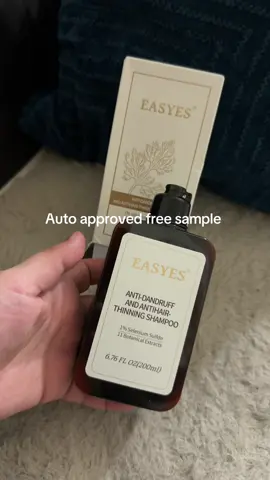 EASYES®
Auto approved free sample
EASYES®
ANTI-DANDRUFF
AND ANTIHAIR-
THINNING SHAMPOO
1% Selenium Sulfide
11 Botanical Extracts
6.76 FL OZ(200ml)